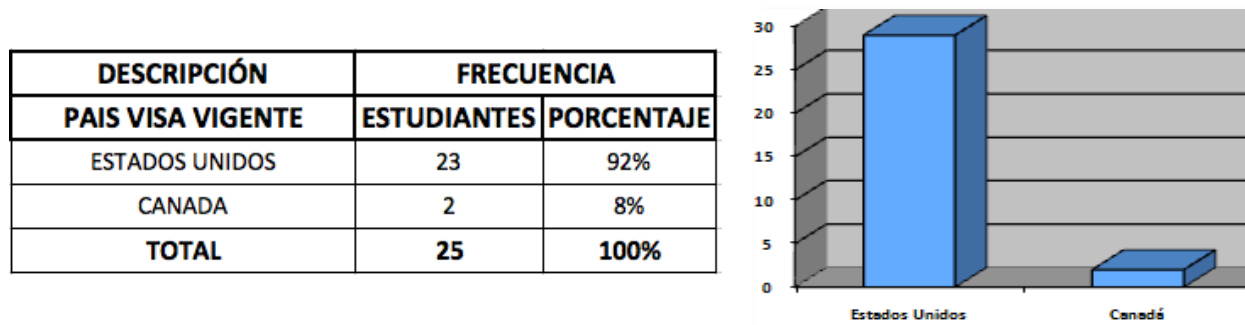 DESCRIPCIÓN FRECUENCIA
PAIS VISA VIGENTE ESTUDIANTES PORCENTAJE
ESTADOS UNIDOS 23 92%
CANADA 2 8%
TOTAL 25 100%
30
25
20
15
10
5
0
Estados Unidos Canadá